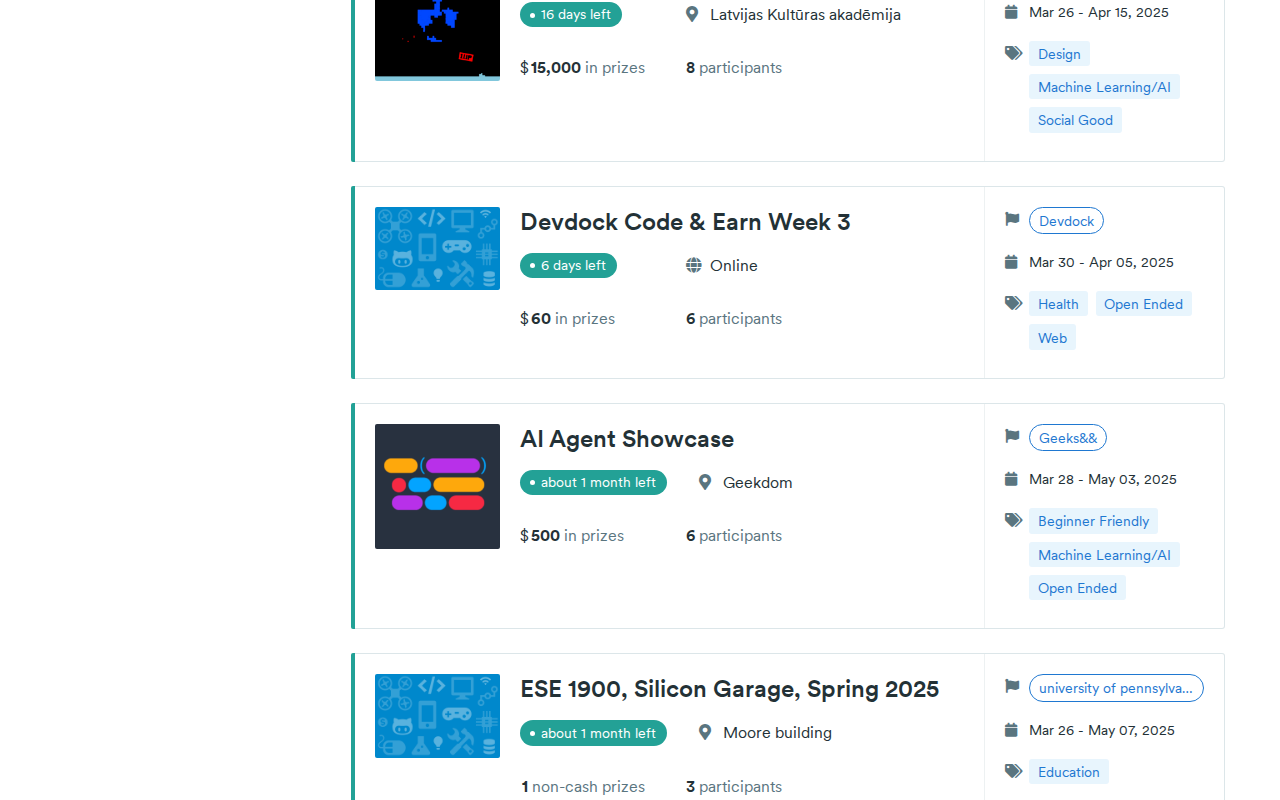 16 days left
Latvijas Kultūras akadēmija
$15,000 in prizes
8 participants
Mar 26 - Apr 15, 2025
Design
Machine Learning/AI
Social Good
Devdock Code & Earn Week 3
6 days left
Online
$60 in prizes
6 participants
Devdock
Mar 30 - Apr 05, 2025
Health
Open Ended
Web
AI Agent Showcase
about 1 month left
Geekdom
$500 in prizes
6 participants
Geeks&&
Mar 28 - May 03, 2025
Beginner Friendly
Machine Learning/AI
Open Ended
ESE 1900, Silicon Garage, Spring 2025
about 1 month left
Moore building
1 non-cash prizes
3 participants
university of pennsylva...
Mar 26 - May 07, 2025
Education